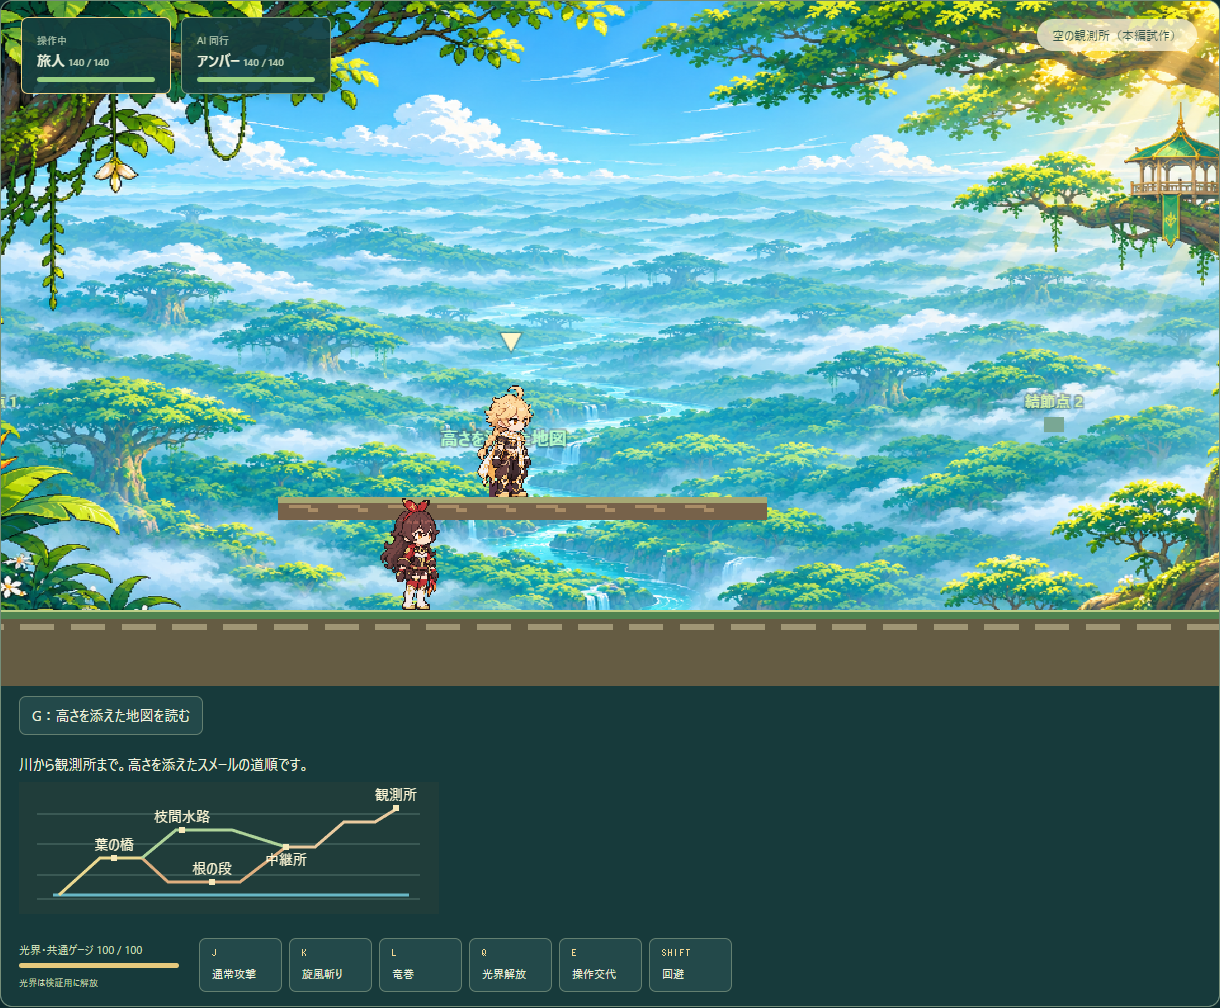 操作中
旅人 140 / 140
AI 同行
アンバー 140 / 140
空の観測所（本編試作）
結節点 2
高さを 地図
G：高さを添えた地図を読む
川から観測所まで。高さを添えたスメールの道順です。
観測所
枝間水路
葉の橋
中継所
根の段
光界・共通ゲージ 100 / 100
光界は検証用に解放
J
通常攻撃
K
旋風斬り
L
竜巻
Q
光界解放
E
操作交代
SHIFT
回避